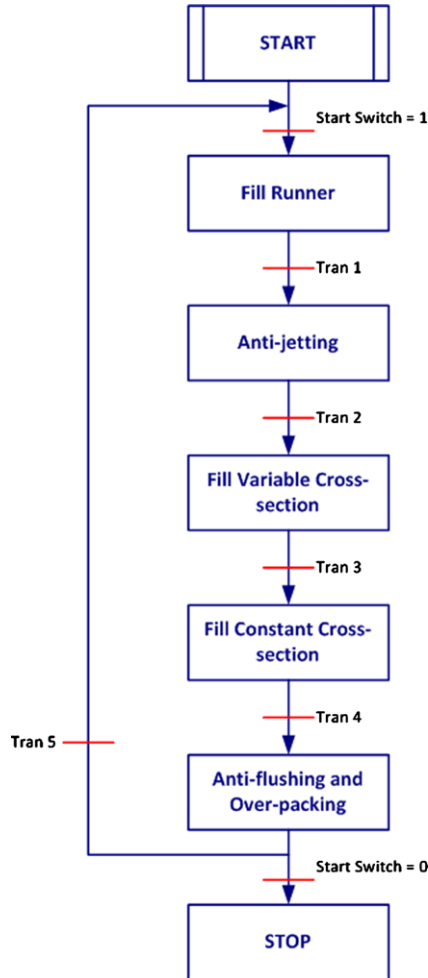 START
Start Switch = 1
Fill Runner
Tran 1
Anti-jetting
Tran 2
Fill Variable Cross-
section
Tran 3
Fill Constant Cross-
section
Tran 4
Tran 5
Anti-flushing and
Over-packing
Start Switch = 0
STOP